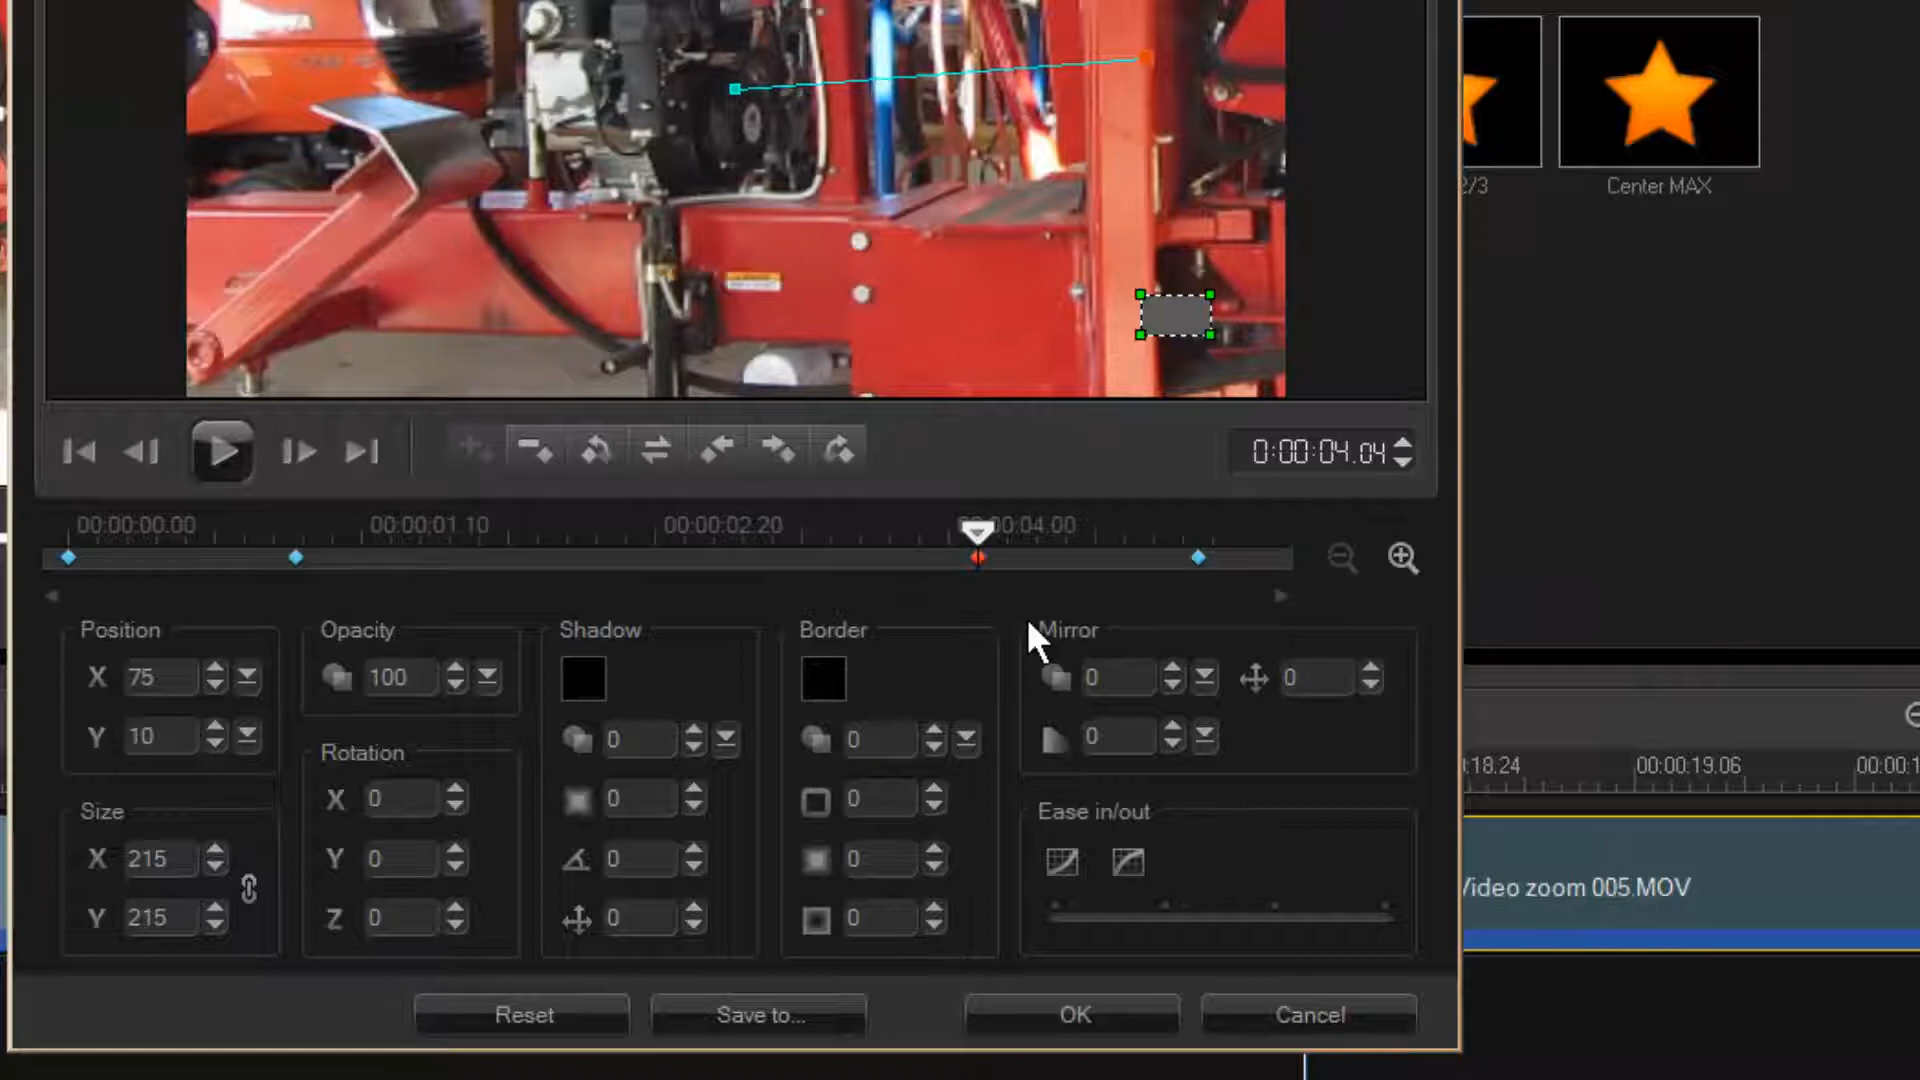 2/3
Center MAX
0:00:04.04
00:00:00.00
00:00:01.10
00:00:02.20
00:00:04.00
Position
X 75
Y 10
Size
X 215
Y 215
Opacity
100
Rotation
X 0
Y 0
Z 0
Shadow
0
0
0
0
Border
0
0
0
0
Mirror
0
0
0
Ease in/out
:18.24
00:00:19.06
00:00:1
Video zoom 005.MOV
Reset
Save to...
OK
Cancel